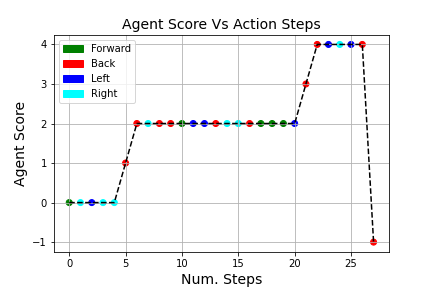 Agent Score Vs Action Steps
Forward
Back
Left
Right
Agent Score
4
3
2
1
0
−1
0 5 10 15 20 25
Num. Steps